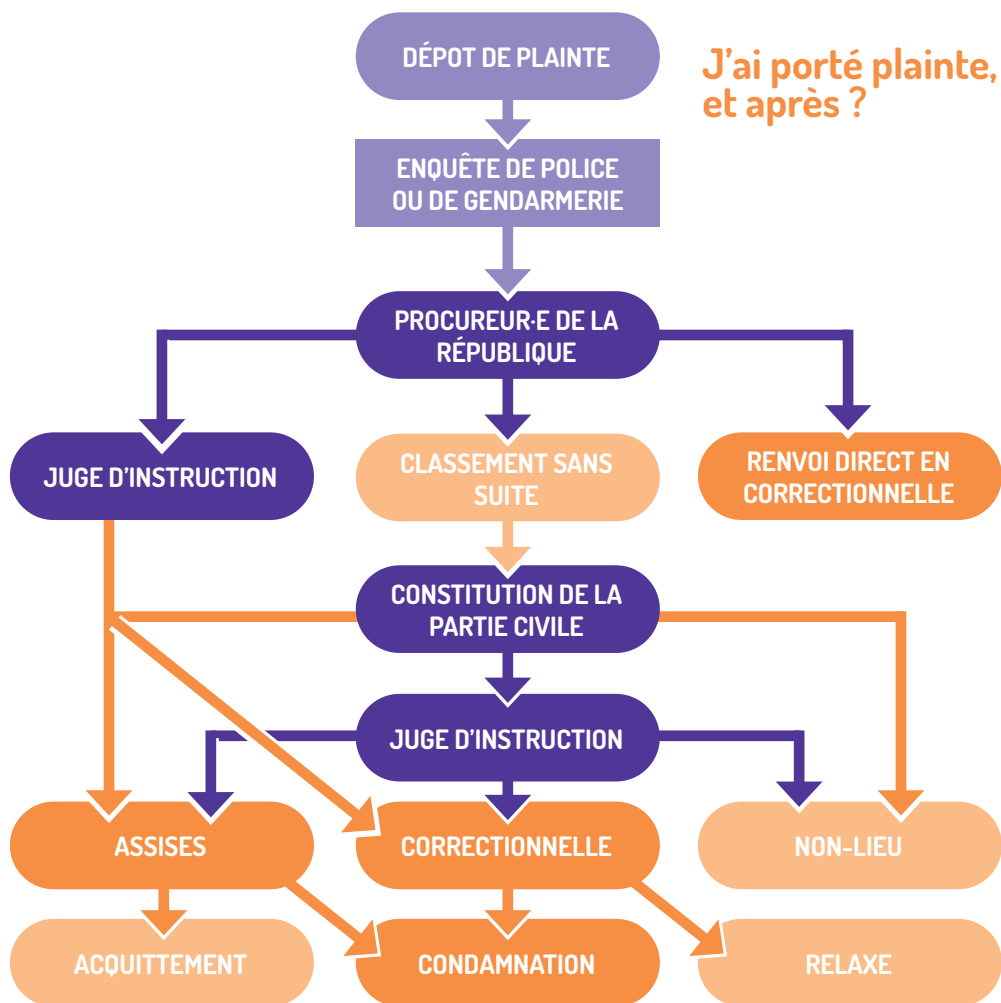 DÉPOT DE PLAINTE
J'ai porté plainte,
et après ?
ENQUÊTE DE POLICE
OU DE GENDARMERIE
PROCUREUR·E DE LA
RÉPUBLIQUE
JUGE D'INSTRUCTION
CLASSEMENT SANS
SUITE
RENVOI DIRECT EN
CORRECTIONNELLE
CONSTITUTION DE LA
PARTIE CIVILE
JUGE D'INSTRUCTION
ASSISES
CORRECTIONNELLE
NON-LIEU
ACQUITTEMENT
CONDAMNATION
RELAXE